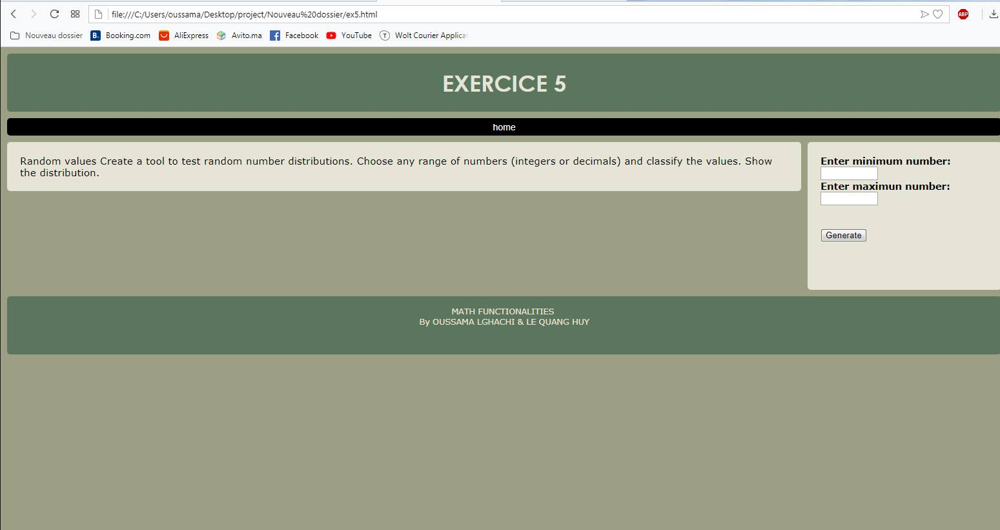 file:///C:/Users/oussama/Desktop/project/Nouveau%20dossier/ex5.html
ABP
Nouveau dossier B. Booking.com AliExpress Avito.ma Facebook YouTube T Wolt Courier Applicat
EXERCICE 5
home
Random values Create a tool to test random number distributions. Choose any range of numbers (integers or decimals) and classify the values. Show
the distribution.
Enter minimum number:
Enter maximun number:
Generate
MATH FUNCTIONALITIES
By OUSSAMA LGHACHI & LE QUANG HUY